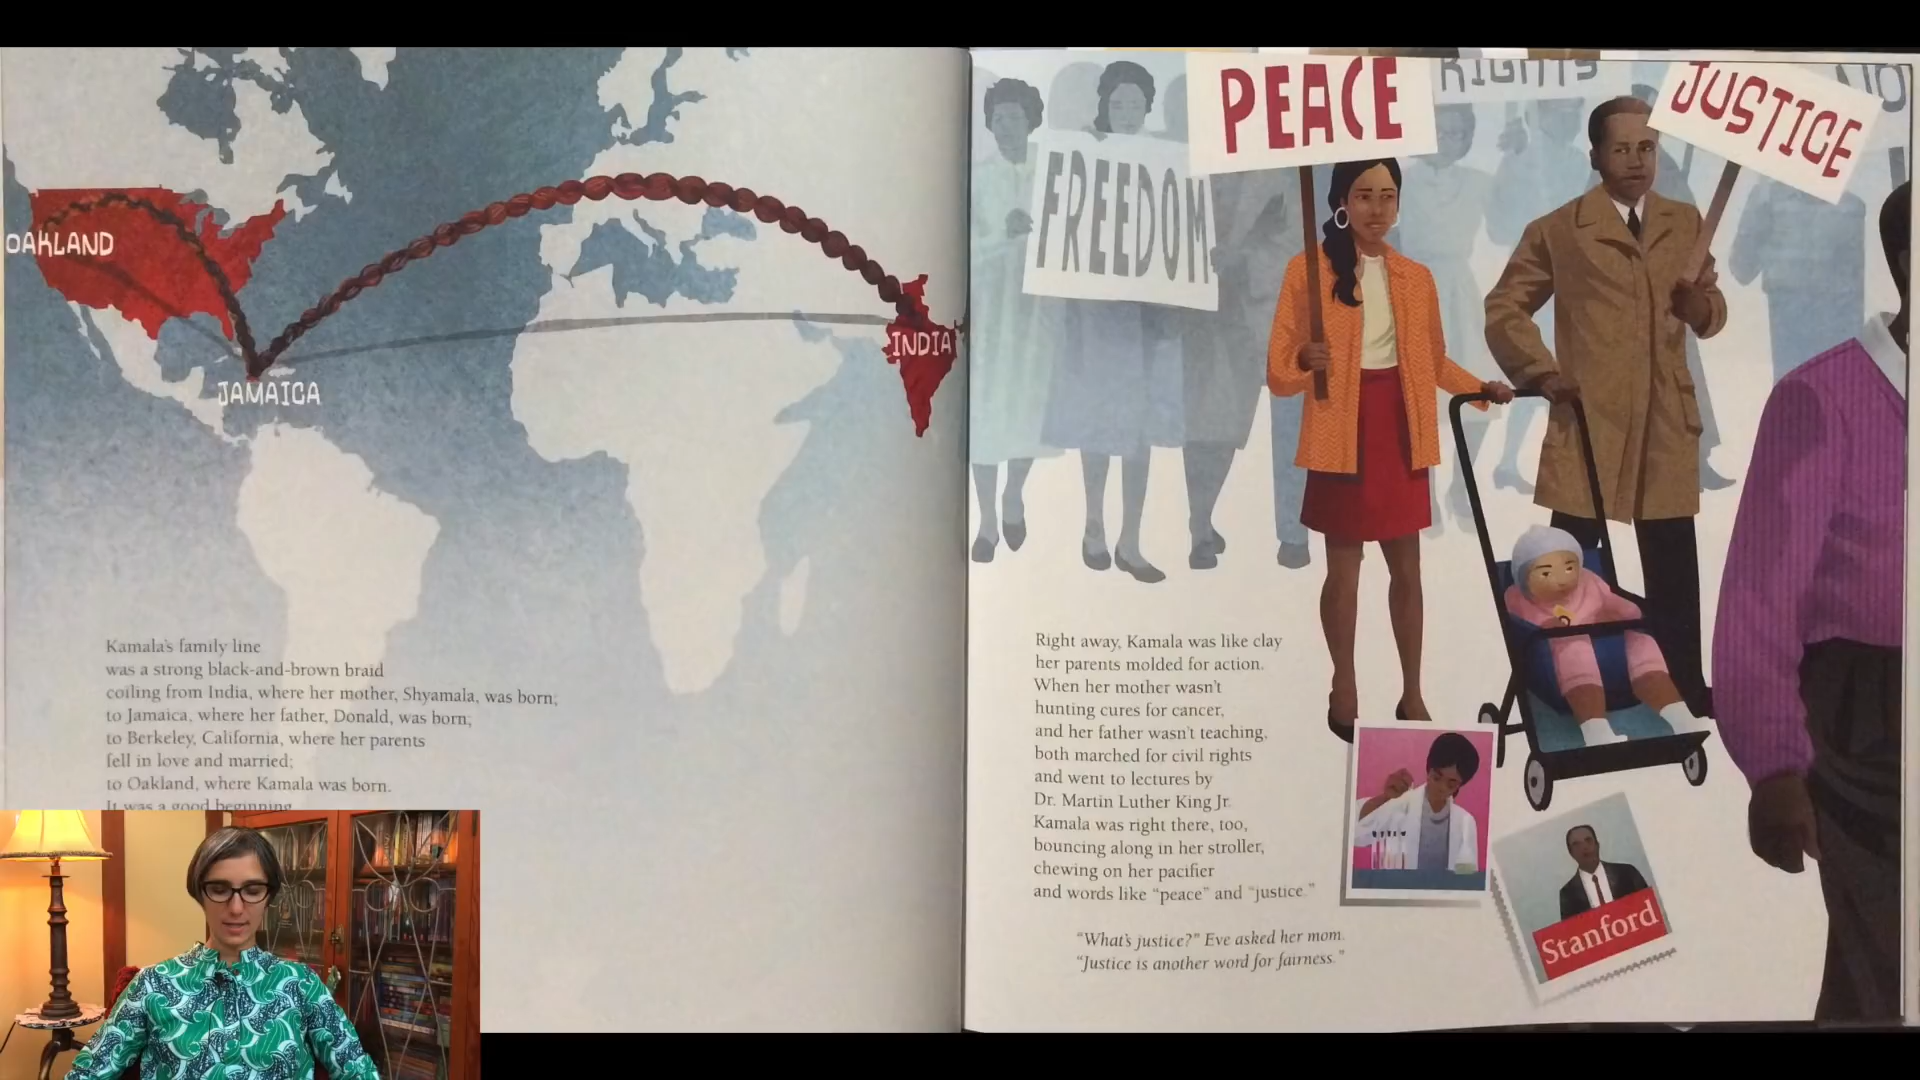 OAKLAND
JAMAICA
INDIA
Kamala's family line
was a strong black-and-brown braid
coiling from India, where her mother, Shyamala, was born;
to Jamaica, where her father, Donald, was born;
to Berkeley, California, where her parents
fell in love and married;
to Oakland, where Kamala was born.
It was a good beginning
FREEDOM
PEACE
RIGHTS
JUSTICE
NO
Right away, Kamala was like clay
her parents molded for action.
When her mother wasn't
hunting cures for cancer,
and her father wasn't teaching,
both marched for civil rights
and went to lectures by
Dr. Martin Luther King Jr.
Kamala was right there, too,
bouncing along in her stroller,
chewing on her pacifier
and words like “peace” and “justice.”
“What's justice?” Eve asked her mom.
“Justice is another word for fairness.”
Stanford